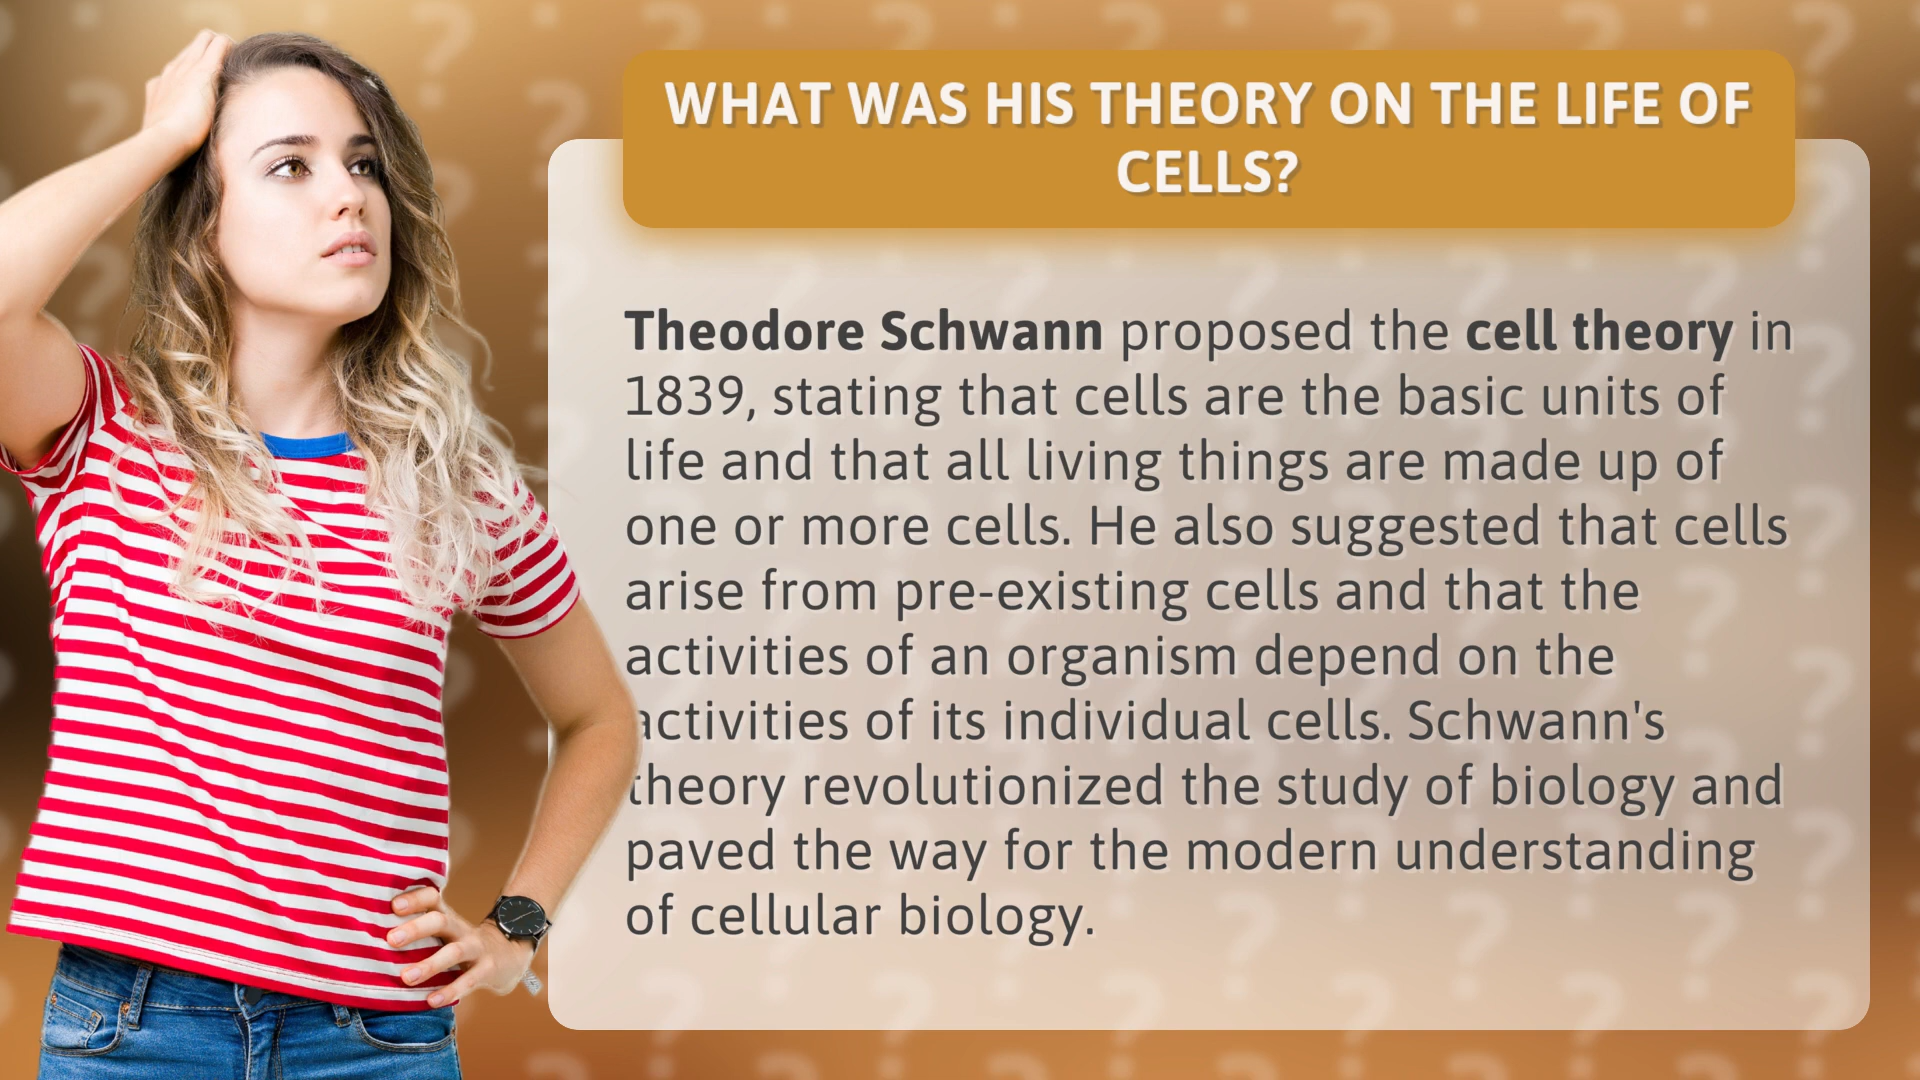 WHAT WAS HIS THEORY ON THE LIFE OF
CELLS?
Theodore Schwann proposed the cell theory in
1839, stating that cells are the basic units of
life and that all living things are made up of
one or more cells. He also suggested that cells
arise from pre-existing cells and that the
activities of an organism depend on the
activities of its individual cells. Schwann's
theory revolutionized the study of biology and
paved the way for the modern understanding
of cellular biology.